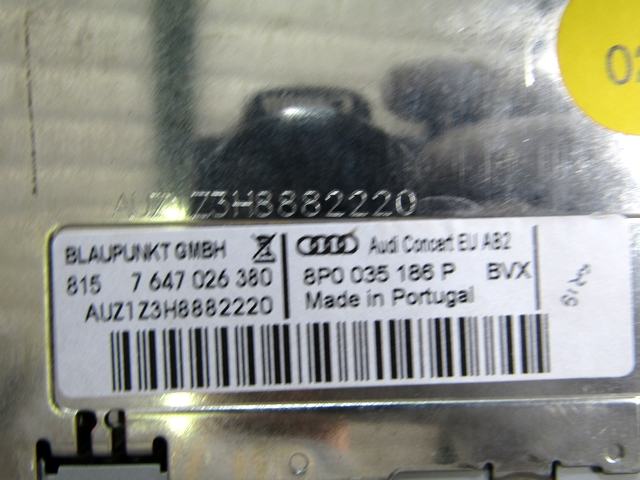 AUZ1Z3H8882220
BLAUPUNKT GMBH
815 7 647 026 380
AUZ1Z3H8882220
Audi Concert EU AB2
8P0 035 186 P BVX
Made in Portugal